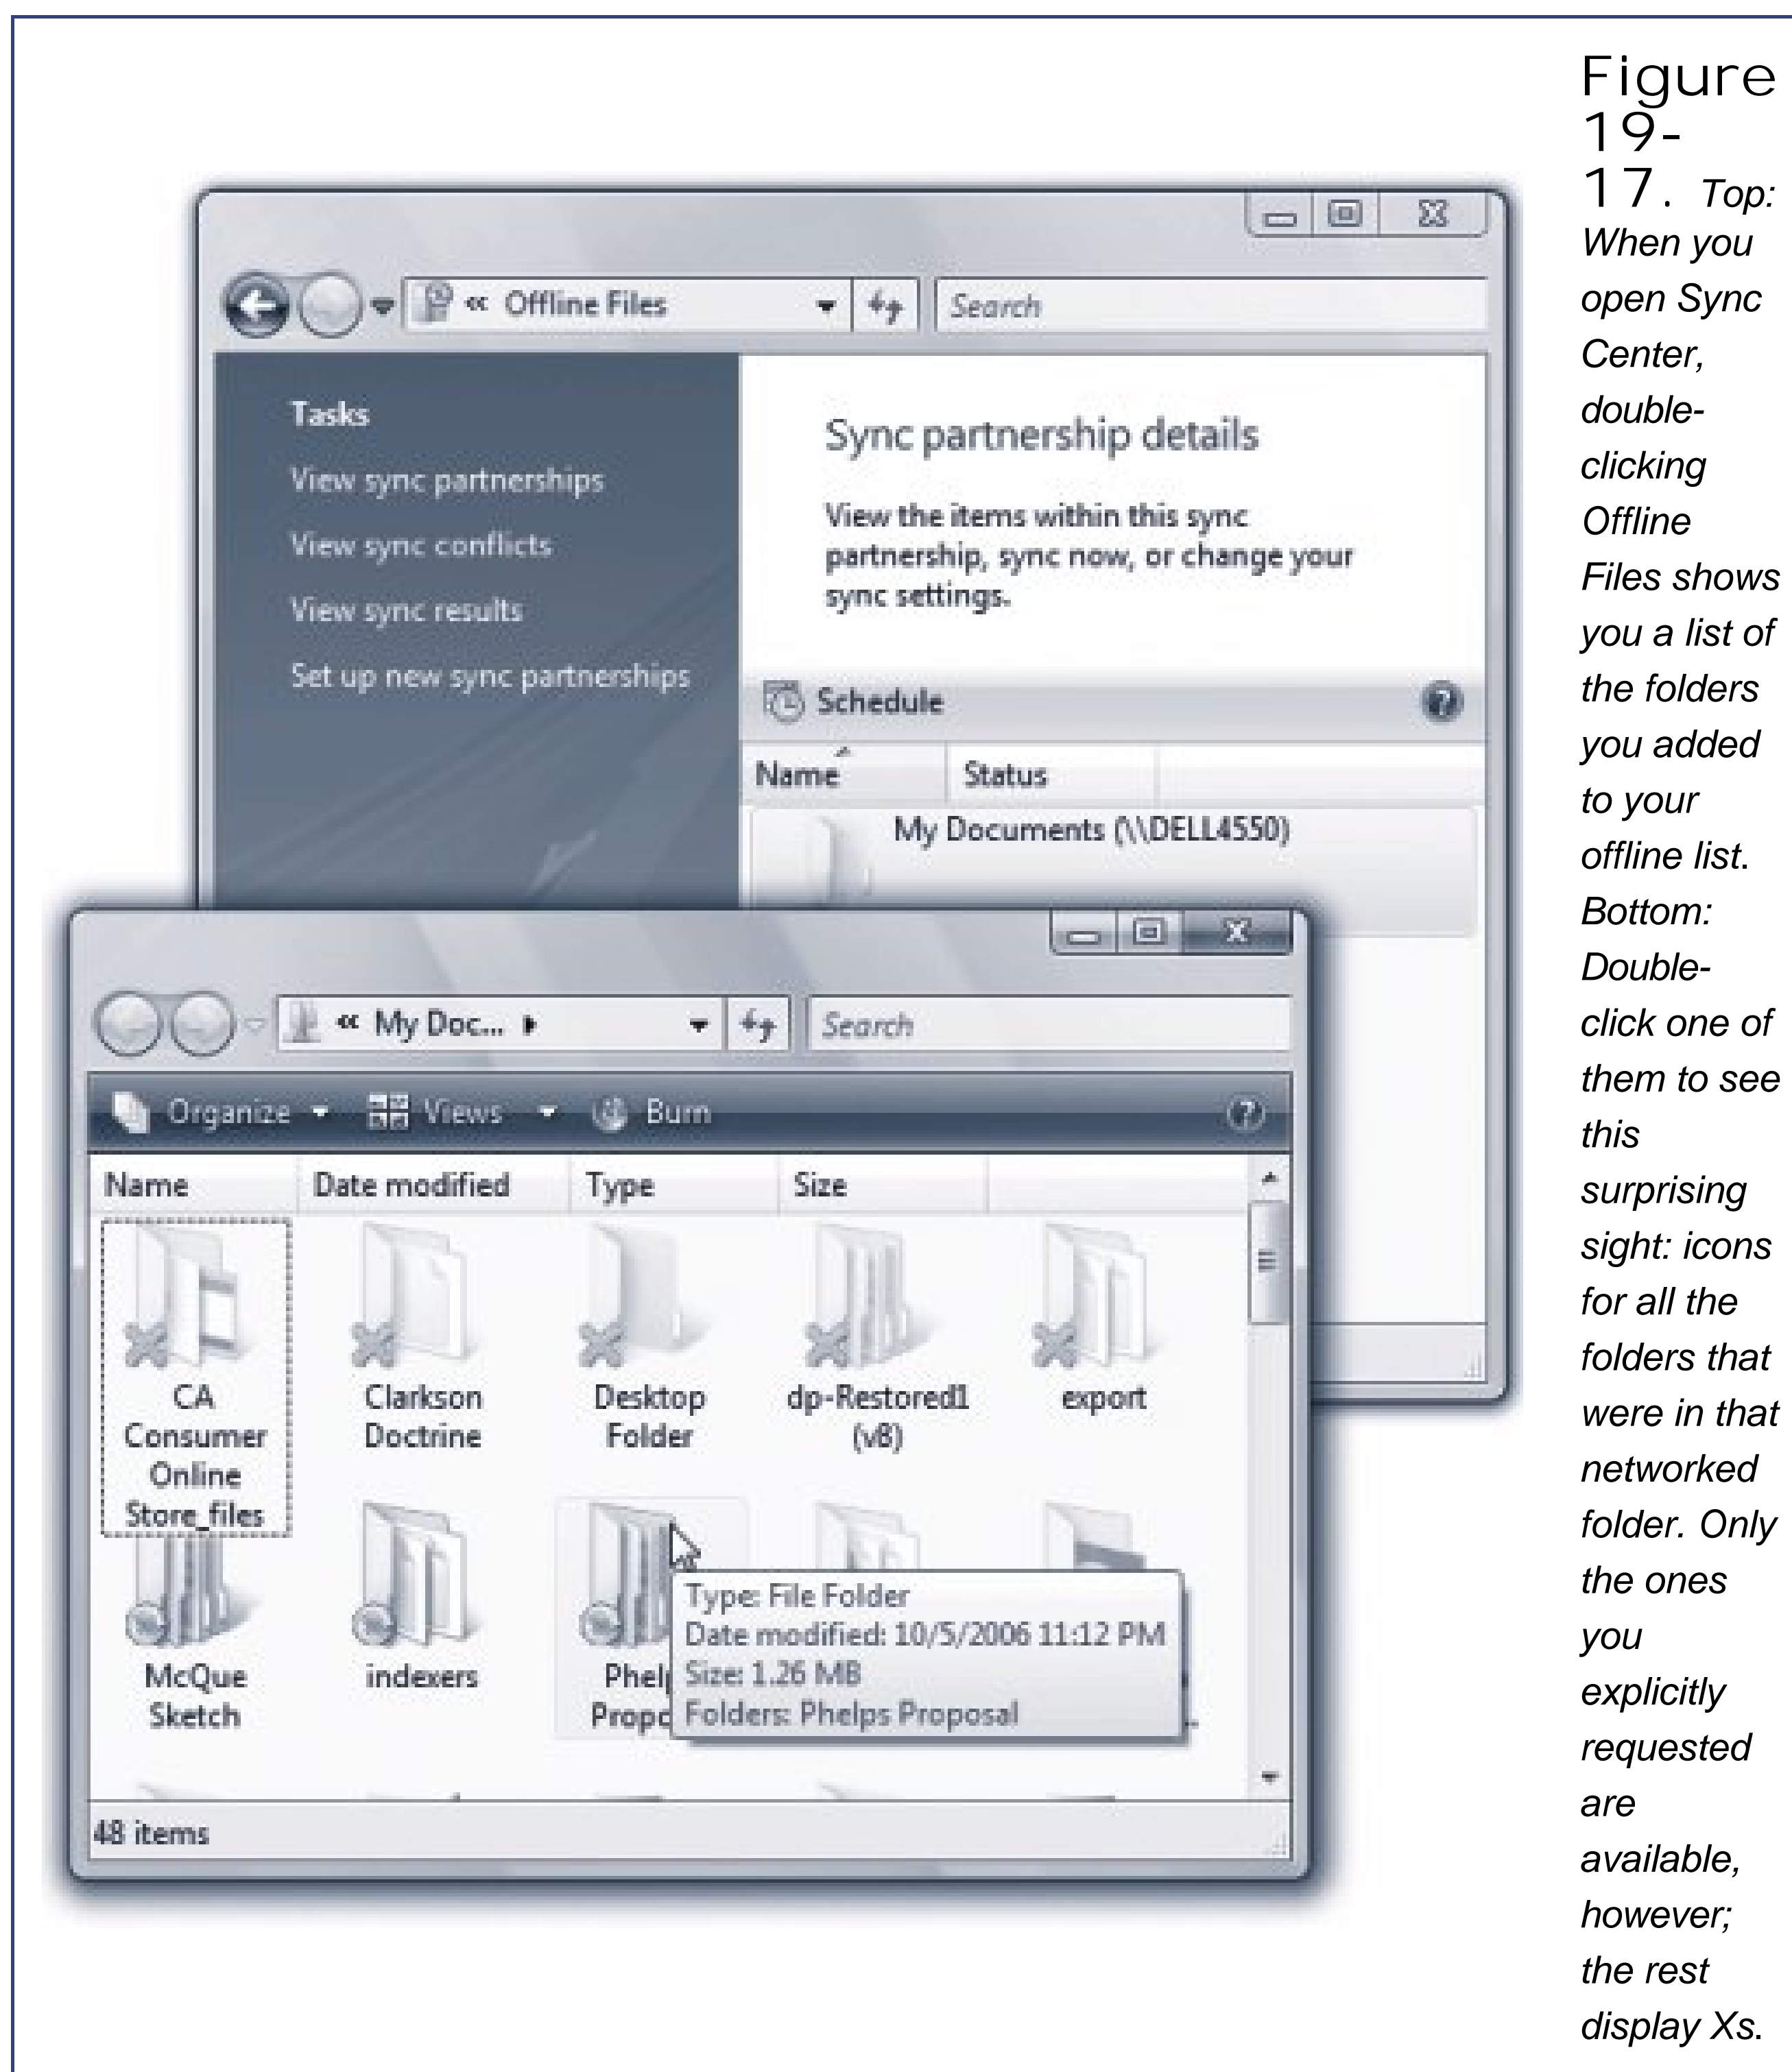 Offline Files
Search
Tasks
View sync partnerships
View sync conflicts
View sync results
Set up new sync partnerships
Sync partnership details
View the items within this sync
partnership, sync now, or change your
sync settings.
Schedule
Name Status
My Documents (\\DELL4550)
My Doc...
Search
Organize Views Burn
Name Date modified Type Size
CA
Consumer
Online
Store_files
Clarkson
Doctrine
Desktop
Folder
dp-Restored1
(v8)
export
McQue
Sketch
indexers
Type: File Folder
Date modified: 10/5/2006 11:12 PM
Size: 1.26 MB
Folders: Phelps Proposal
48 items
Figure
19-
17. Top:
When you
open Sync
Center,
double-
clicking
Offline
Files shows
you a list of
the folders
you added
to your
offline list.
Bottom:
Double-
click one of
them to see
this
surprising
sight: icons
for all the
folders that
were in that
networked
folder. Only
the ones
you
explicitly
requested
are
available,
however;
the rest
display Xs.